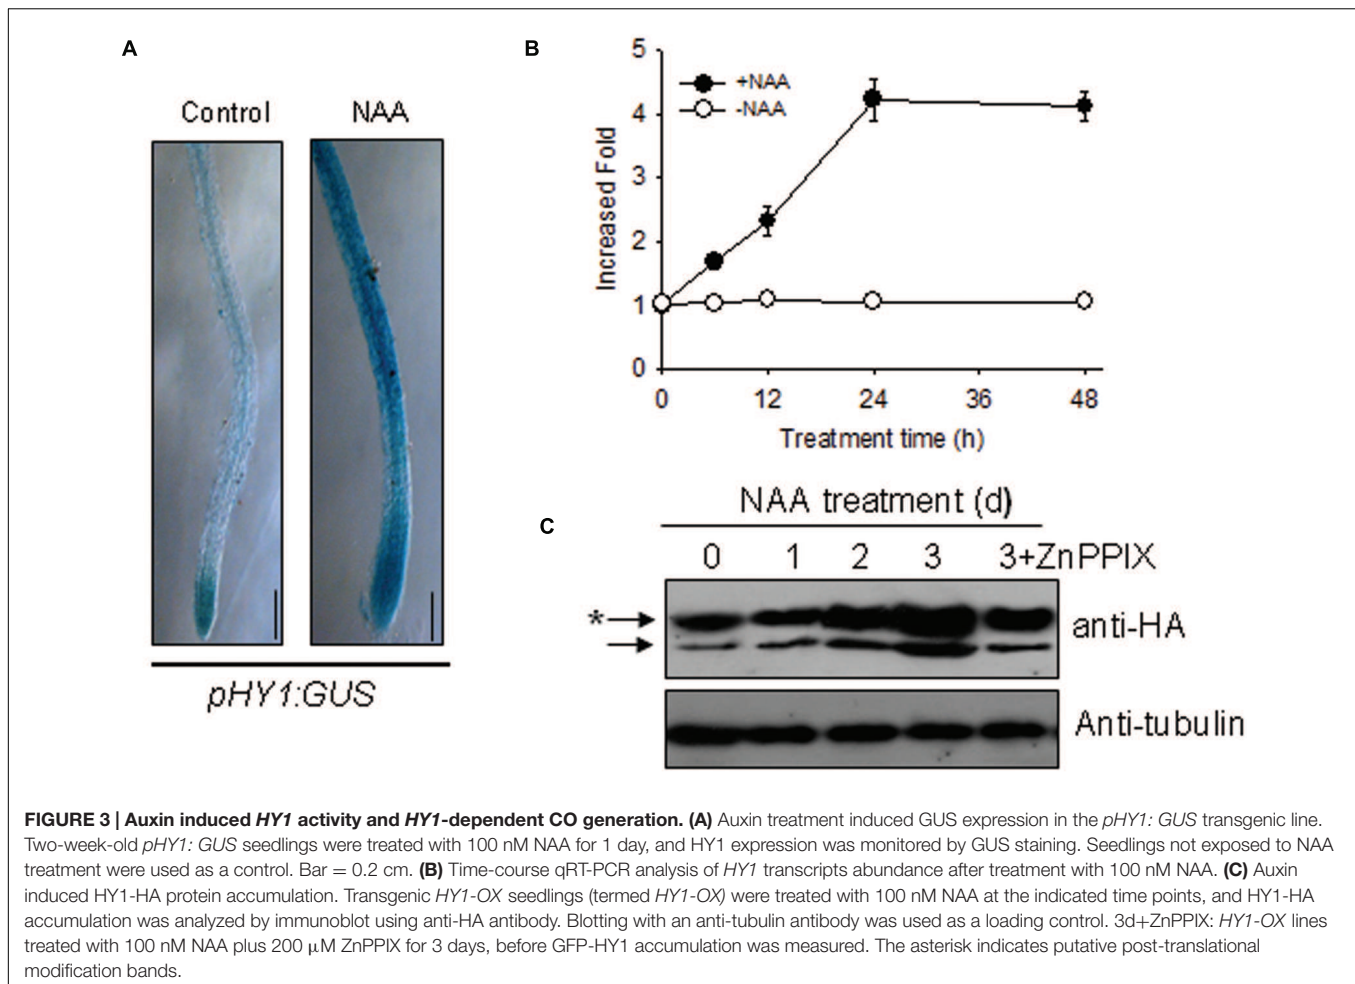 A
Control NAA
pHY1:GUS
B
5
4
3
2
1
0
Increased Fold
+NAA
-NAA
0 12 24 36 48
Treatment time (h)
C
NAA treatment (d)
0 1 2 3 3+ZnPPIX
*
anti-HA
Anti-tubulin
FIGURE 3 | Auxin induced HY1 activity and HY1-dependent CO generation. (A) Auxin treatment induced GUS expression in the pHY1: GUS transgenic line.
Two-week-old pHY1: GUS seedlings were treated with 100 nM NAA for 1 day, and HY1 expression was monitored by GUS staining. Seedlings not exposed to NAA
treatment were used as a control. Bar = 0.2 cm. (B) Time-course qRT-PCR analysis of HY1 transcripts abundance after treatment with 100 nM NAA. (C) Auxin
induced HY1-HA protein accumulation. Transgenic HY1-OX seedlings (termed HY1-OX) were treated with 100 nM NAA at the indicated time points, and HY1-HA
accumulation was analyzed by immunoblot using anti-HA antibody. Blotting with an anti-tubulin antibody was used as a loading control. 3d+ZnPPIX: HY1-OX lines
treated with 100 nM NAA plus 200 μM ZnPPIX for 3 days, before GFP-HY1 accumulation was measured. The asterisk indicates putative post-translational
modification bands.